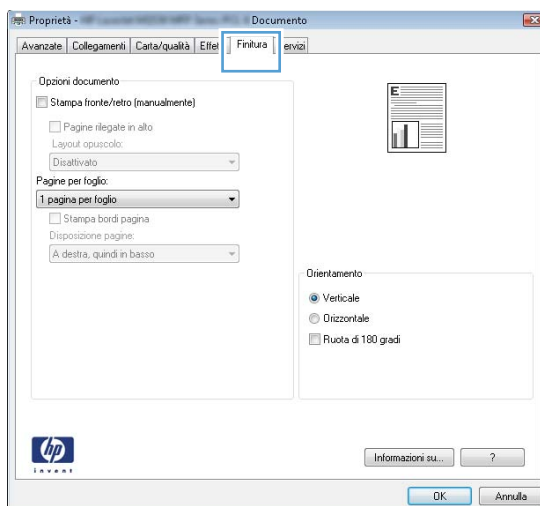 Proprietà - Documento
Avanzate Collegamenti Carta/qualità Effet Finitura ervizi
Opzioni documento
Stampa fronte/retro (manualmente)
Pagine rilegate in alto
Layout opuscolo:
Disattivato
Pagine per foglio:
1 pagina per foglio
Stampa bordi pagina
Disposizione pagine:
A destra, quindi in basso
E
Orientamento
Verticale
Orizzontale
Ruota di 180 gradi
hp
invent
Informazioni su... ?
OK Annulla